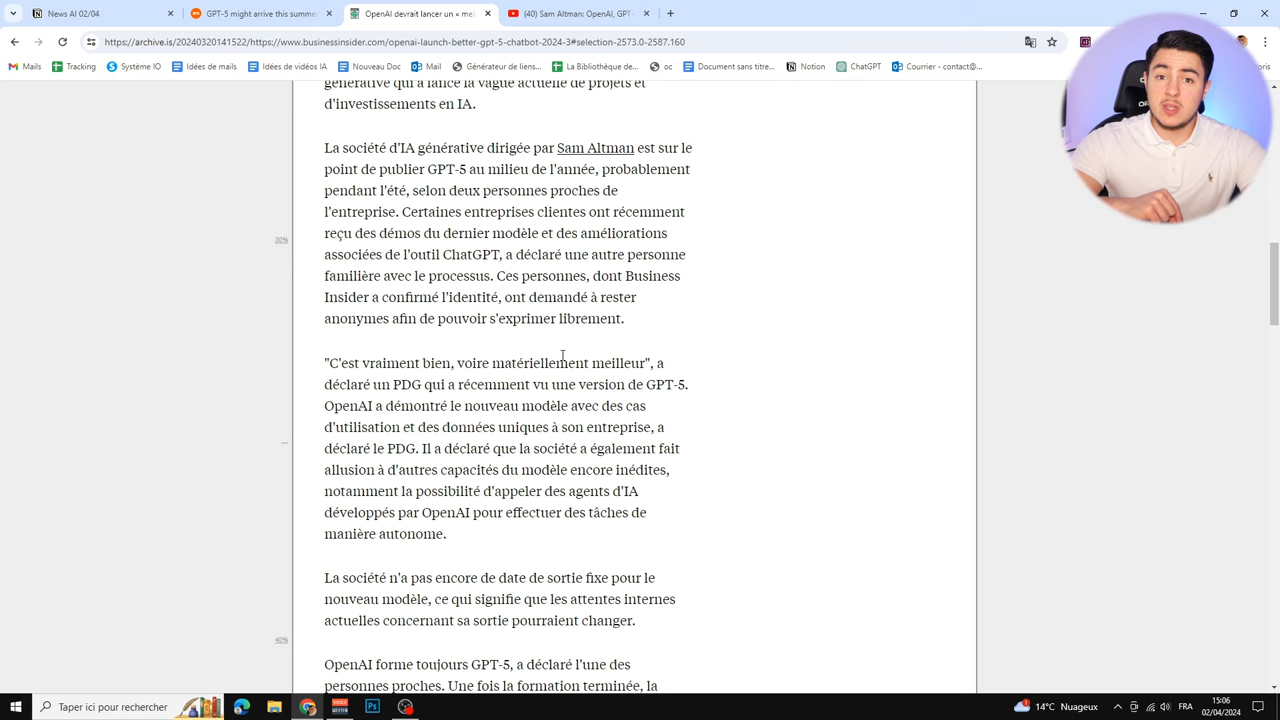 News AI 02/04
GPT-5 might arrive this summe
OpenAI devrait lancer un « mei
(40) Sam Altman: OpenAI, GPT-
https://archive.is/20240320141522/https://www.businessinsider.com/openai-launch-better-gpt-5-chatbot-2024-3#selection-2573.0-2587.160
Mails
Tracking
Système IO
Idées de mails
Idées de vidéos IA
Nouveau Doc
Mail
Générateur de liens...
La Bibliothèque de...
oc
Document sans titre...
Notion
ChatGPT
Courrier - contact@...
oris
générative qui a lancé la vague actuelle de projets et
d'investissements en IA.
La société d'IA générative dirigée par Sam Altman est sur le
point de publier GPT-5 au milieu de l'année, probablement
pendant l'été, selon deux personnes proches de
l'entreprise. Certaines entreprises clientes ont récemment
reçu des démos du dernier modèle et des améliorations
associées de l'outil ChatGPT, a déclaré une autre personne
familière avec le processus. Ces personnes, dont Business
Insider a confirmé l'identité, ont demandé à rester
anonymes afin de pouvoir s'exprimer librement.
30%
"C'est vraiment bien, voire matériellement meilleur", a
déclaré un PDG qui a récemment vu une version de GPT-5.
OpenAI a démontré le nouveau modèle avec des cas
d'utilisation et des données uniques à son entreprise, a
déclaré le PDG. Il a déclaré que la société a également fait
allusion à d'autres capacités du modèle encore inédites,
notamment la possibilité d'appeler des agents d'IA
développés par OpenAI pour effectuer des tâches de
manière autonome.
La société n'a pas encore de date de sortie fixe pour le
nouveau modèle, ce qui signifie que les attentes internes
actuelles concernant sa sortie pourraient changer.
40%
OpenAI forme toujours GPT-5, a déclaré l'une des
personnes proches. Une fois la formation terminée, la
Taper ici pour rechercher
14°C Nuageux
FRA
15:06
02/04/2024